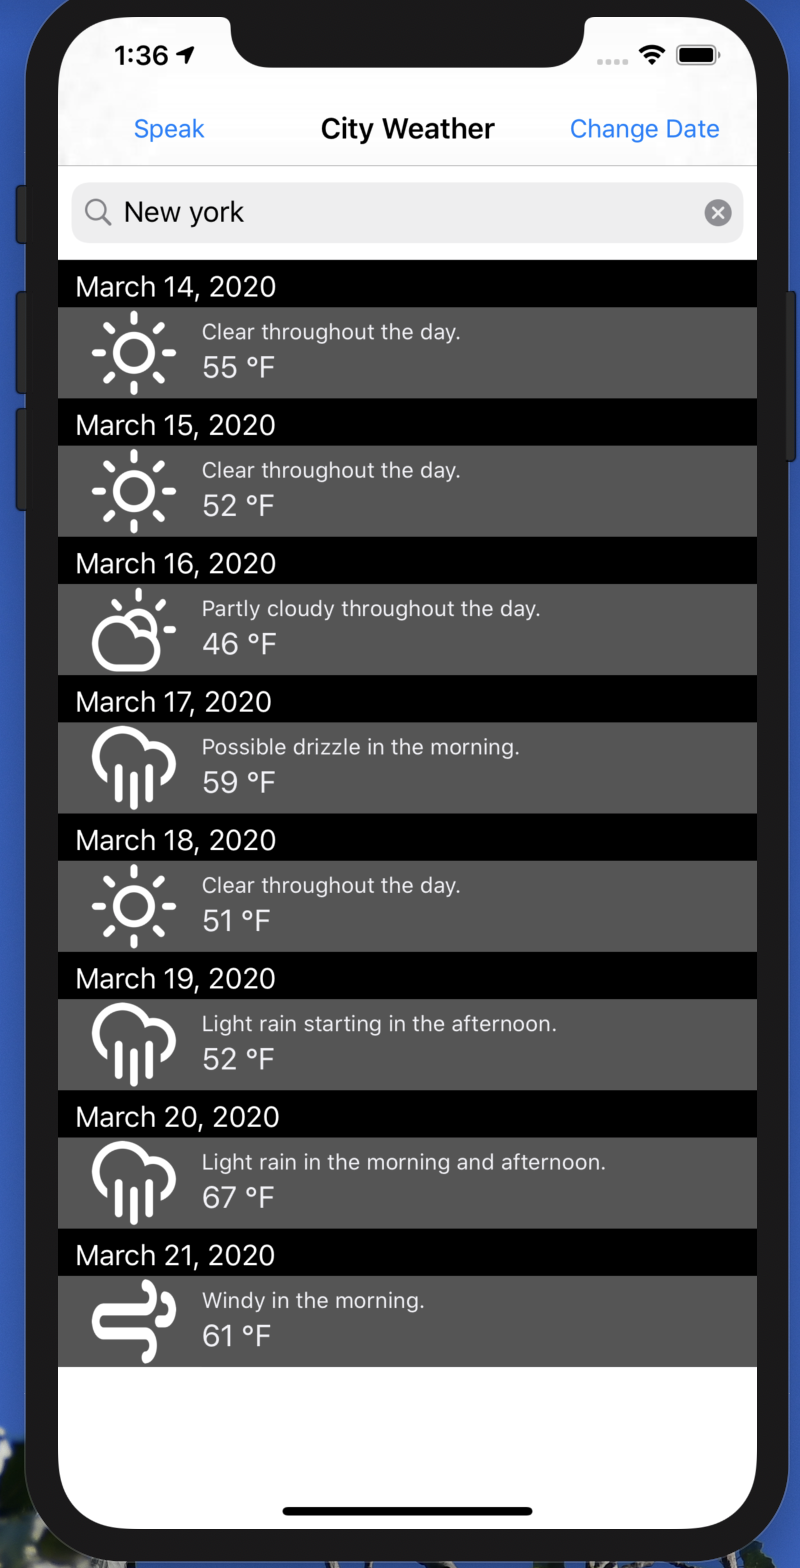 1:36
Speak City Weather Change Date
New york
March 14, 2020
Clear throughout the day.
55 °F
March 15, 2020
Clear throughout the day.
52 °F
March 16, 2020
Partly cloudy throughout the day.
46 °F
March 17, 2020
Possible drizzle in the morning.
59 °F
March 18, 2020
Clear throughout the day.
51 °F
March 19, 2020
Light rain starting in the afternoon.
52 °F
March 20, 2020
Light rain in the morning and afternoon.
67 °F
March 21, 2020
Windy in the morning.
61 °F